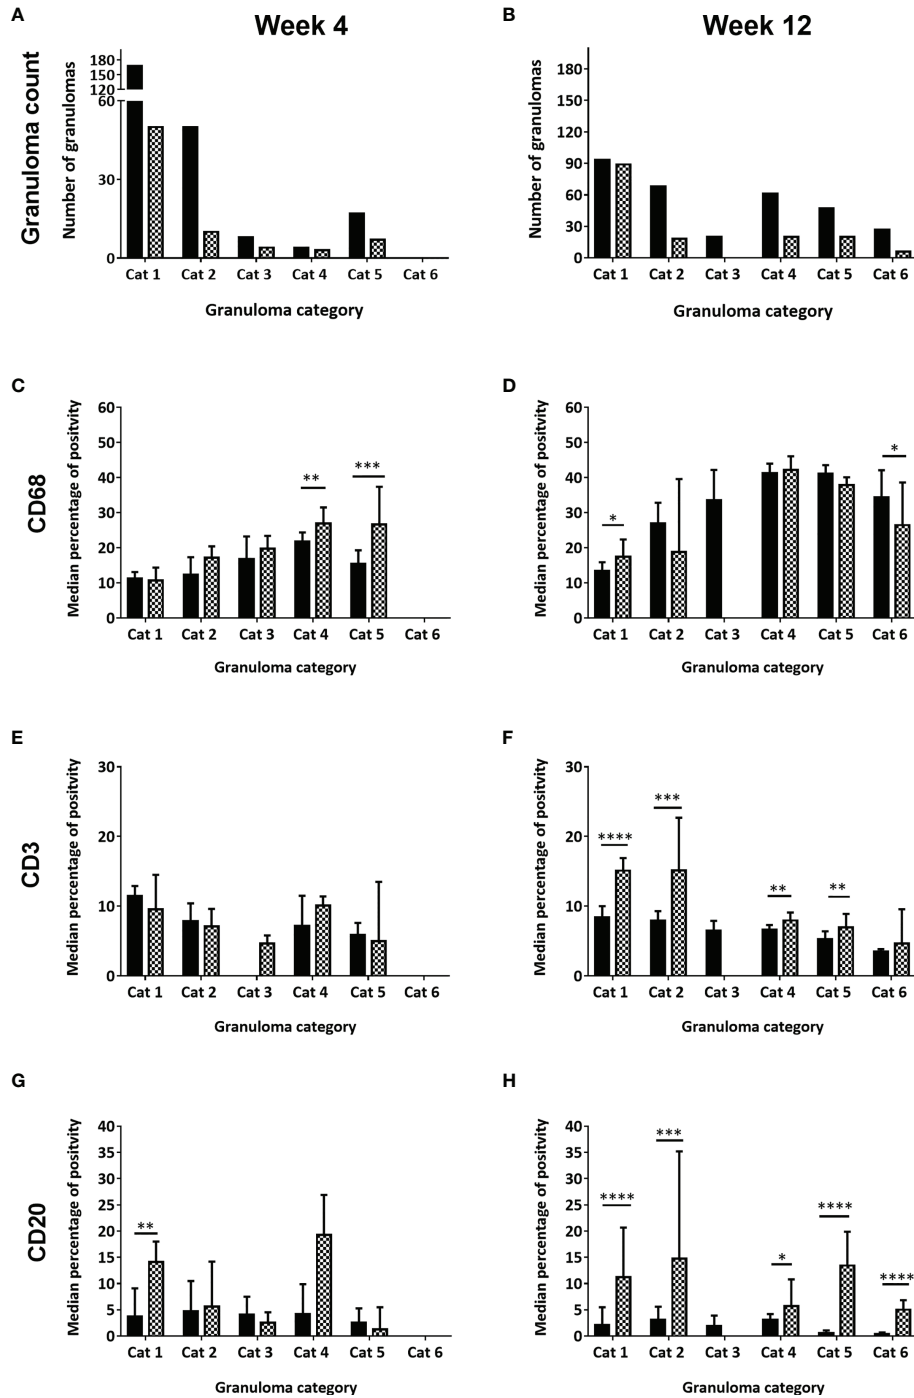 A
Week 4
B
Week 12
Granuloma count
Number of granulomas
180
150
120
60
30
0
Cat 1 Cat 2 Cat 3 Cat 4 Cat 5 Cat 6
Granuloma category
Number of granulomas
180
150
120
90
60
30
0
Cat 1 Cat 2 Cat 3 Cat 4 Cat 5 Cat 6
Granuloma category
C
D
CD68
Median percentage of positvity
60
50
40
30
20
10
0
** ***
Cat 1 Cat 2 Cat 3 Cat 4 Cat 5 Cat 6
Granuloma category
Median percentage of positvity
60
50
40
30
20
10
0
* *
Cat 1 Cat 2 Cat 3 Cat 4 Cat 5 Cat 6
Granuloma category
E
F
CD3
Median percentage of positvity
30
20
10
0
Cat 1 Cat 2 Cat 3 Cat 4 Cat 5 Cat 6
Granuloma category
Median percentage of positvity
30
20
10
0
**** *** ** **
Cat 1 Cat 2 Cat 3 Cat 4 Cat 5 Cat 6
Granuloma category
G
H
CD20
Median percentage of positvity
40
35
30
25
20
15
10
5
0
**
Cat 1 Cat 2 Cat 3 Cat 4 Cat 5 Cat 6
Granuloma category
Median percentage of positvity
40
35
30
25
20
15
10
5
0
**** *** * **** ****
Cat 1 Cat 2 Cat 3 Cat 4 Cat 5 Cat 6
Granuloma category